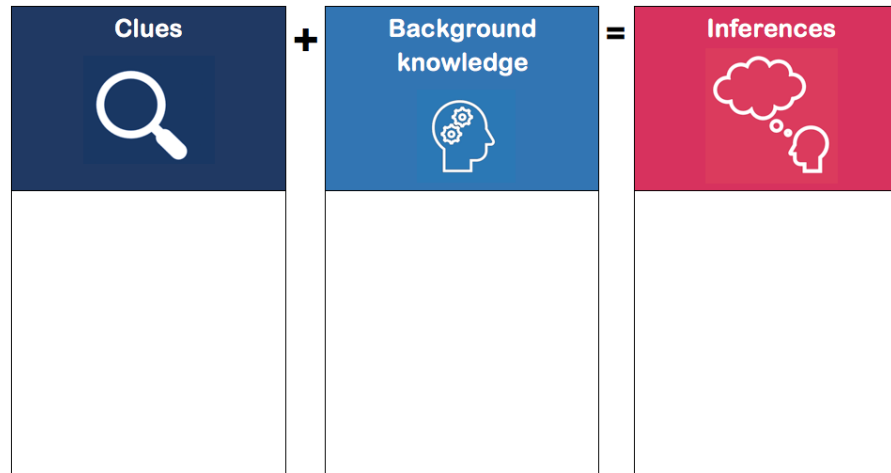 Clues
+
Background
knowledge
=
Inferences